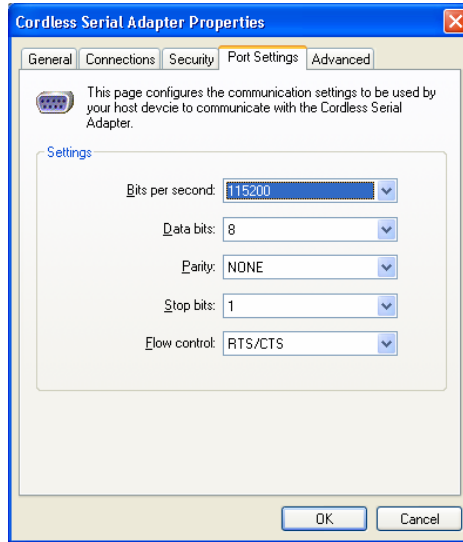 Cordless Serial Adapter Properties
General Connections Security Port Settings Advanced
This page configures the communication settings to be used by
your host devcie to communicate with the Cordless Serial
Adapter.
Settings
Bits per second: 115200
Data bits: 8
Parity: NONE
Stop bits: 1
Flow control: RTS/CTS
OK Cancel